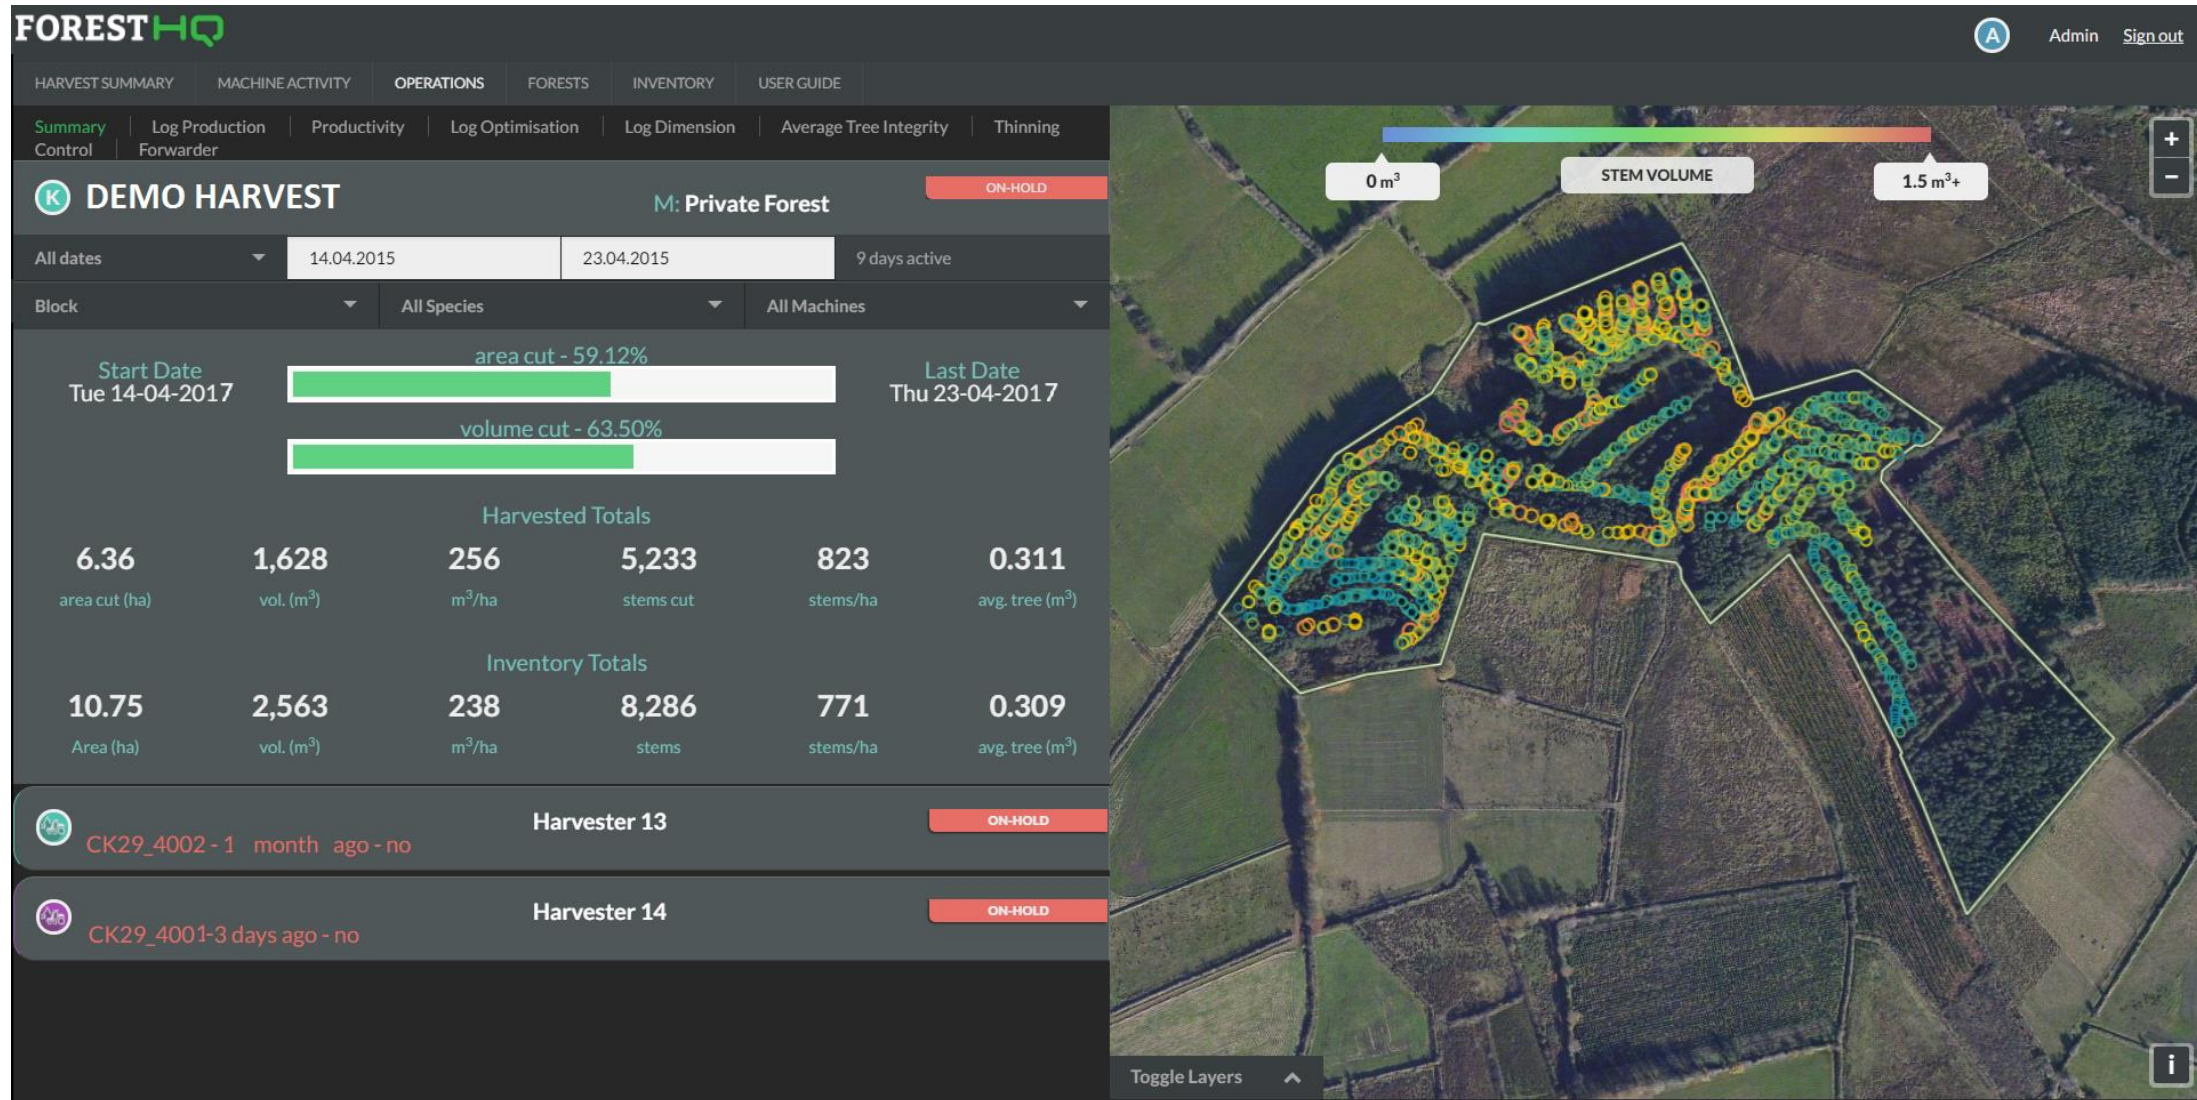 FOREST HQ
A Admin Sign out
HARVEST SUMMARY MACHINE ACTIVITY OPERATIONS FORESTS INVENTORY USER GUIDE
Summary Log Production Productivity Log Optimisation Log Dimension Average Tree Integrity Thinning
Control Forwarder
K DEMO HARVEST M: Private Forest ON-HOLD
All dates 14.04.2015 23.04.2015 9 days active
Block All Species All Machines
area cut - 59.12%
Start Date Last Date
Tue 14-04-2017 Thu 23-04-2017
volume cut - 63.50%
Harvested Totals
6.36 1,628 256 5,233 823 0.311
area cut (ha) vol. (m³) m³/ha stems cut stems/ha avg. tree (m³)
Inventory Totals
10.75 2,563 238 8,286 771 0.309
Area (ha) vol. (m³) m³/ha stems stems/ha avg. tree (m³)
Harvester 13 ON-HOLD
CK29_4002 - 1 month ago - no
Harvester 14 ON-HOLD
CK29_4001-3 days ago - no
0 m³ STEM VOLUME 1.5 m³+
+
−
Toggle Layers
i